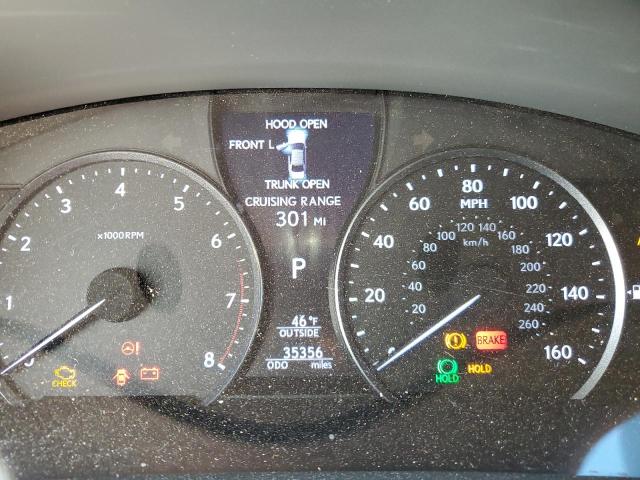 HOOD OPEN
FRONT L
TRUNK OPEN
CRUISING RANGE
301 MI
P
46°F
OUTSIDE
35356
ODO miles
1 2 3 4 5 6 7 8
x1000 RPM
CHECK
20 40 60 80 100 120 140 160
MPH
20 40 60 80 100 120 140 160 180 200 220 240 260
km/h
BRAKE
HOLD HOLD